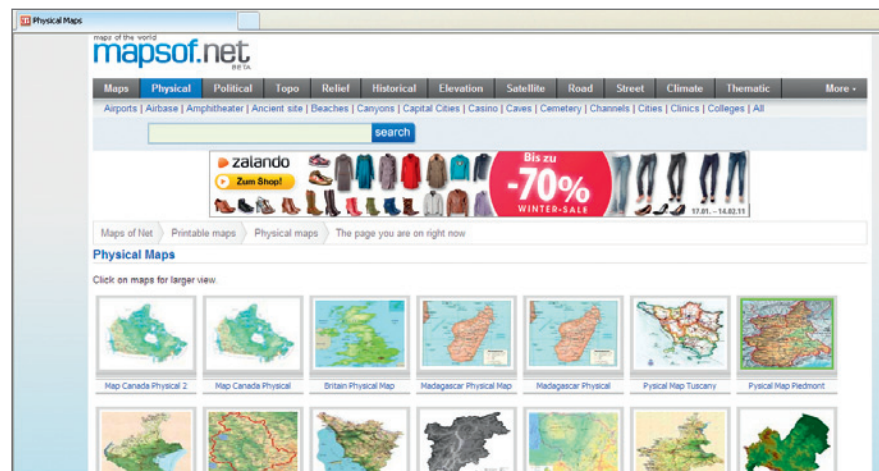 Physical Maps
maps of the world
mapsof.net
BETA
Maps Physical Political Topo Relief Historical Elevation Satellite Road Street Climate Thematic More
Airports | Airbase | Amphitheater | Ancient site | Beaches | Canyons | Capital Cities | Casino | Caves | Cemetery | Channels | Cities | Clinics | Colleges | All
search
zalando
Zum Shop!
Bis zu
-70%
WINTER-SALE
17.01. - 14.02.11
Maps of Net Printable maps Physical maps The page you are on right now
Physical Maps
Click on maps for larger view.
Map Canada Physical 2 Map Canada Physical Britain Physical Map Madagascar Physical Map Madagascar Physical Pysical Map Tuscany Pysical Map Piedmont